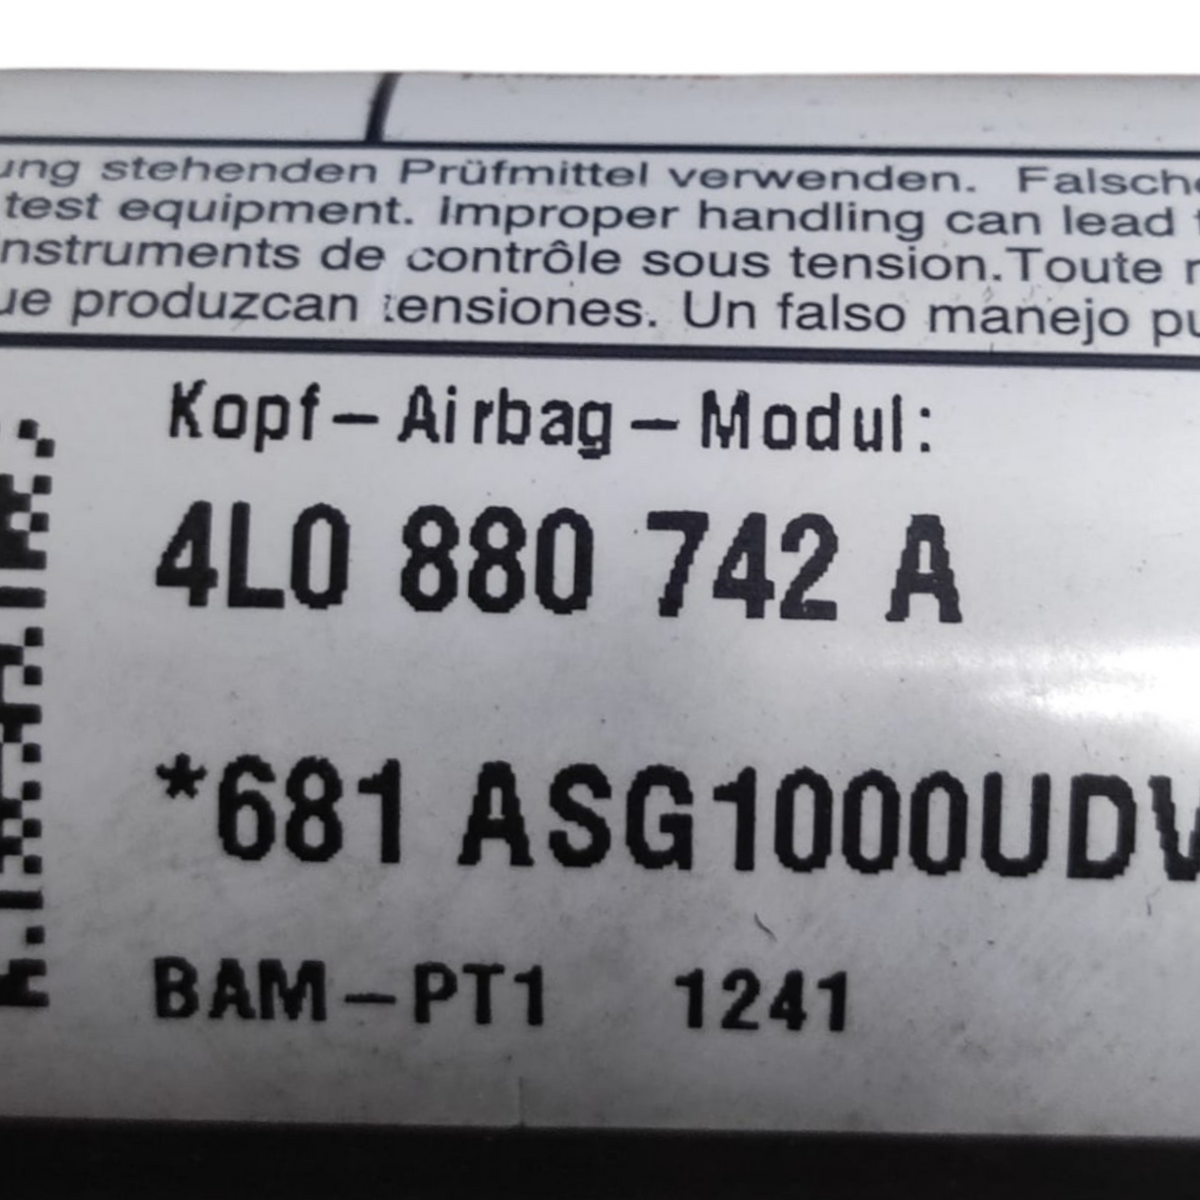 ung stehenden Prüfmittel verwenden. Falsche
test equipment. Improper handling can lead
nstruments de contrôle sous tension. Toute
ue produzcan tensiones. Un falso manejo pu
Kopf-Airbag-Modul:
4L0 880 742 A
*681 ASG1000UDV
BAM-PT1 1241